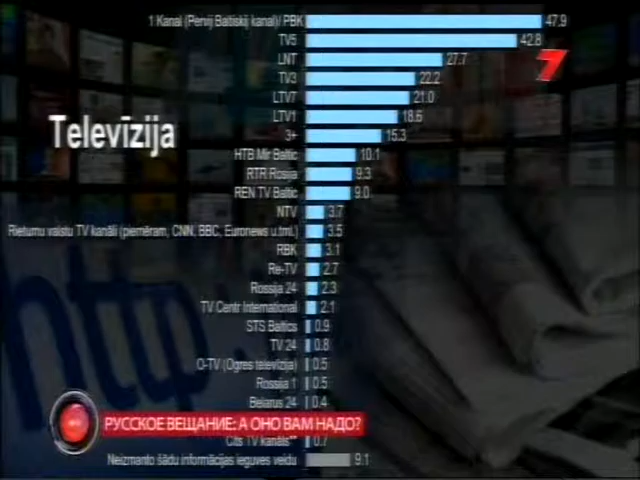 1 Kanal (Pervij Baltiskij kanal)/ PBK 47.9
TV5 42.8
LNT 27.7
7
TV3 22.2
LTV7 21.0
LTV1 18.6
Televīzija
3+ 15.3
HTB Mir Baltic 10.1
RTR Rosija 9.3
REN TV Baltic 9.0
NTV 3.7
Rietumu valstu TV kanāli (piemēram, CNN, BBC, Euronews u.tml.) 3.5
RBK 3.1
Re-TV 2.7
Rossija 24 2.3
TV Centr International 2.1
STS Baltics 0.9
TV 24 0.8
O-TV (Ogres televīzija) 0.5
Rossija 1 0.5
Belarus 24 0.4
РУССКОЕ ВЕЩАНИЕ: А ОНО ВАМ НАДО?
Cits TV kanāls** 0.7
Neizmanto šādu informācijas ieguves veidu 9.1
http